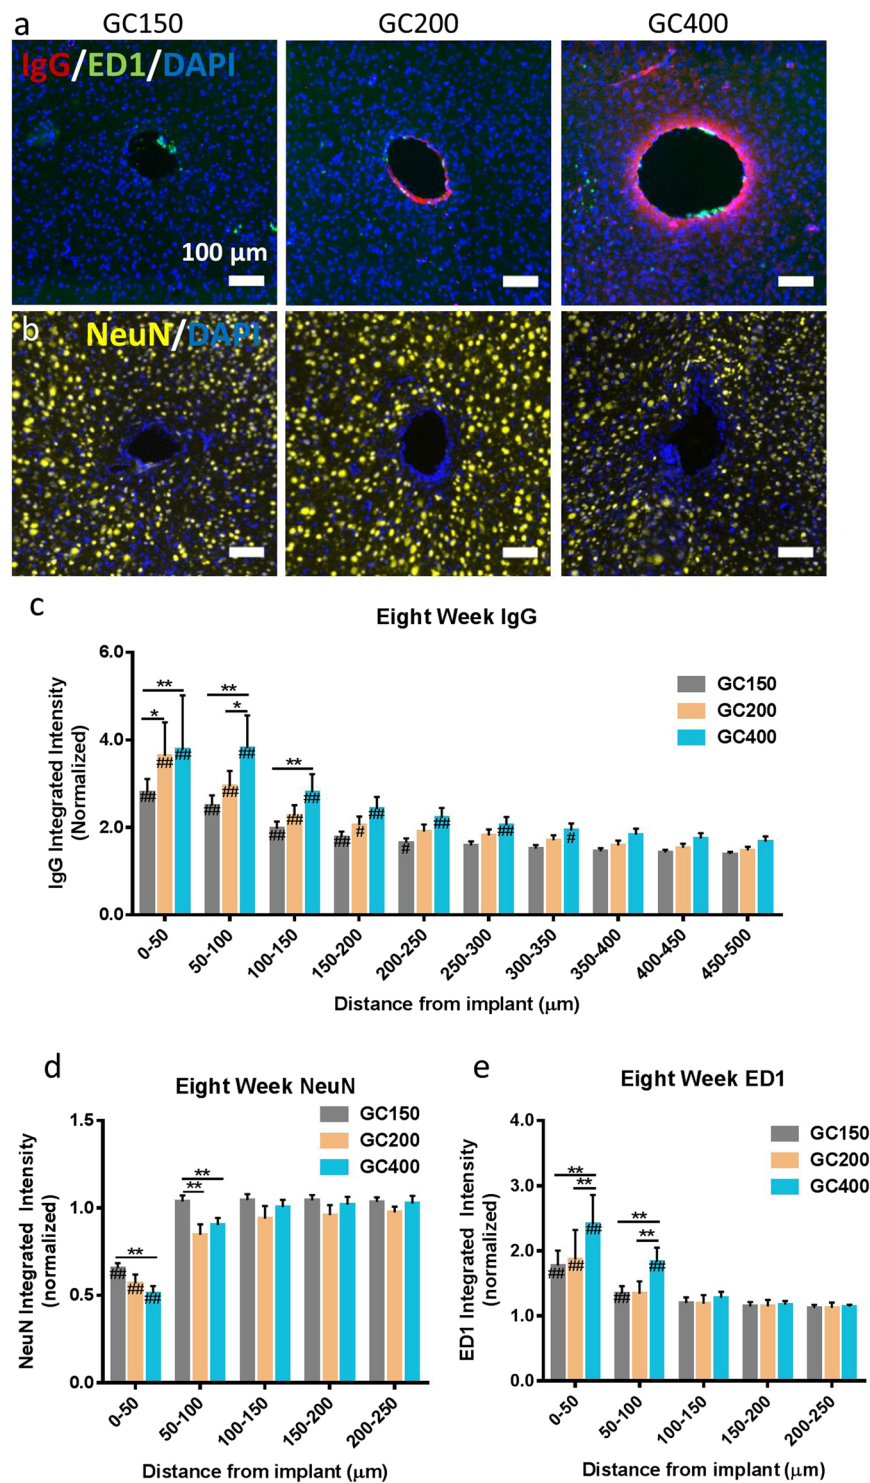 a
GC150 GC200 GC400
IgG/ED1/DAPI
100 µm
b
NeuN/DAPI
c
Eight Week IgG
IgG Integrated Intensity
(Normalized)
6.0
4.0
2.0
0.0
** * ** * **
## ## ## ## ## ## ## ## ## ## # ## # ## ## #
GC150
GC200
GC400
0-50 50-100 100-150 150-200 200-250 250-300 300-350 350-400 400-450 450-500
Distance from implant (µm)
d
Eight Week NeuN
NeuN Integrated Intensity
(normalized)
1.5
1.0
0.5
0.0
** ** **
## ## ##
GC150
GC200
GC400
0-50 50-100 100-150 150-200 200-250
Distance from implant (µm)
e
Eight Week ED1
ED1 Integrated Intensity
(normalized)
4.0
3.0
2.0
1.0
0.0
** ** ** **
## ## ## ## ##
GC150
GC200
GC400
0-50 50-100 100-150 150-200 200-250
Distance from implant (µm)